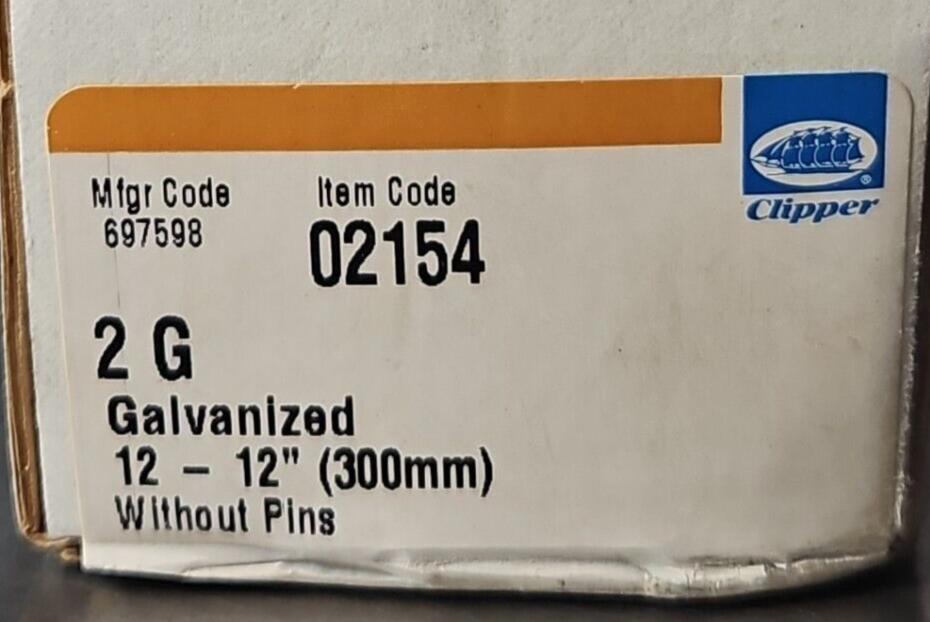 Mfgr Code
697598
Item Code
02154
Clipper
®
2 G
Galvanized
12 – 12" (300mm)
Without Pins